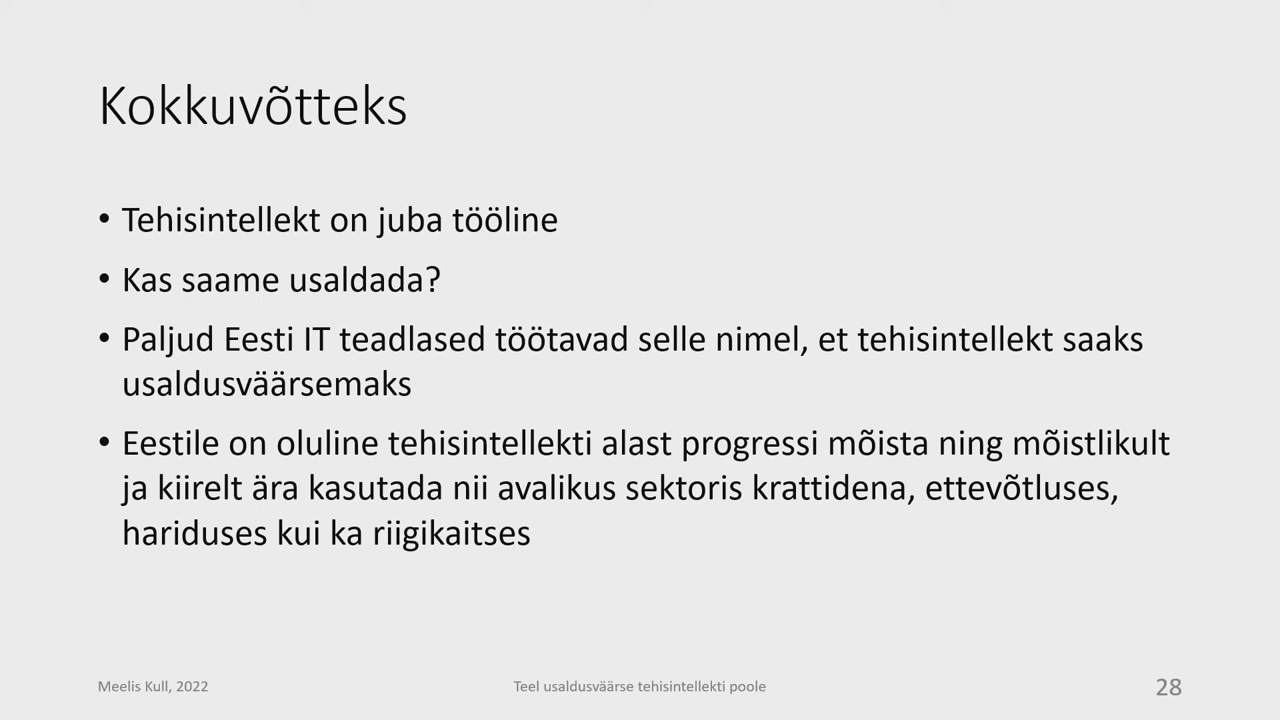 Kokkuvõtteks
• Tehisintellekt on juba tööline
• Kas saame usaldada?
• Paljud Eesti IT teadlased töötavad selle nimel, et tehisintellekt saaks
usaldusväärsemaks
• Eestile on oluline tehisintellekti alast progressi mõista ning mõistlikult
ja kiirelt ära kasutada nii avalikus sektoris krattidena, ettevõtluses,
hariduses kui ka riigikaitses
Meelis Kull, 2022
Teel usaldusväärse tehisintellekti poole
28